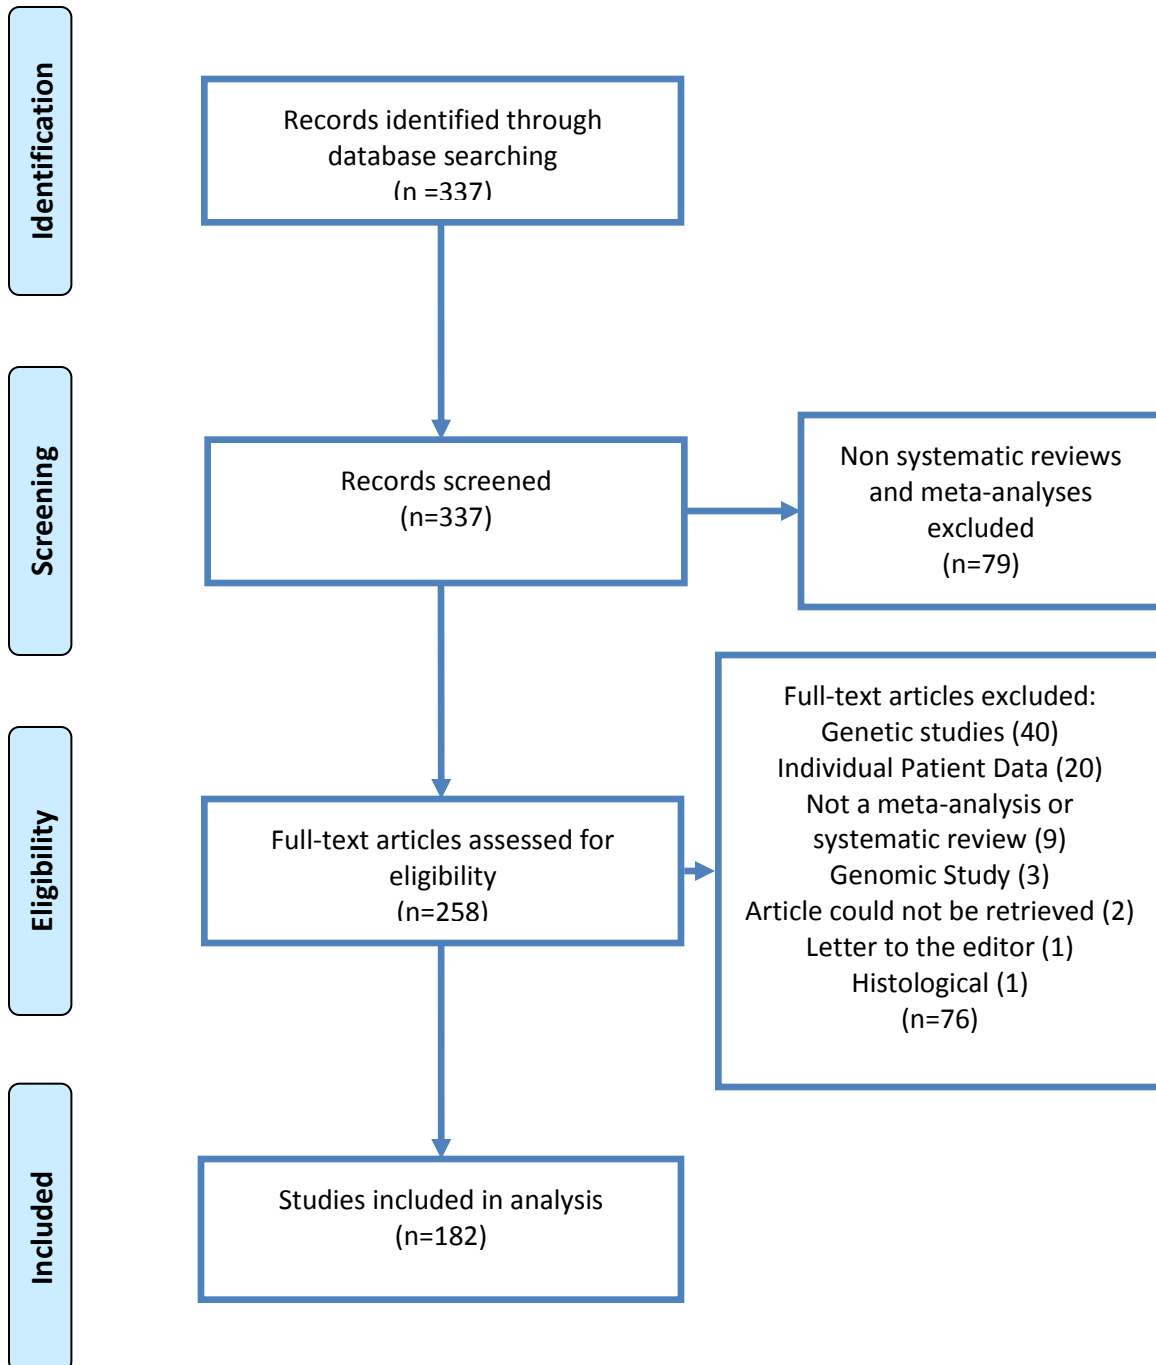 Identification
Records identified through
database searching
(n =337)
Screening
Records screened
(n=337)
Non systematic reviews
and meta-analyses
excluded
(n=79)
Eligibility
Full-text articles assessed for
eligibility
(n=258)
Full-text articles excluded:
Genetic studies (40)
Individual Patient Data (20)
Not a meta-analysis or
systematic review (9)
Genomic Study (3)
Article could not be retrieved (2)
Letter to the editor (1)
Histological (1)
(n=76)
Included
Studies included in analysis
(n=182)